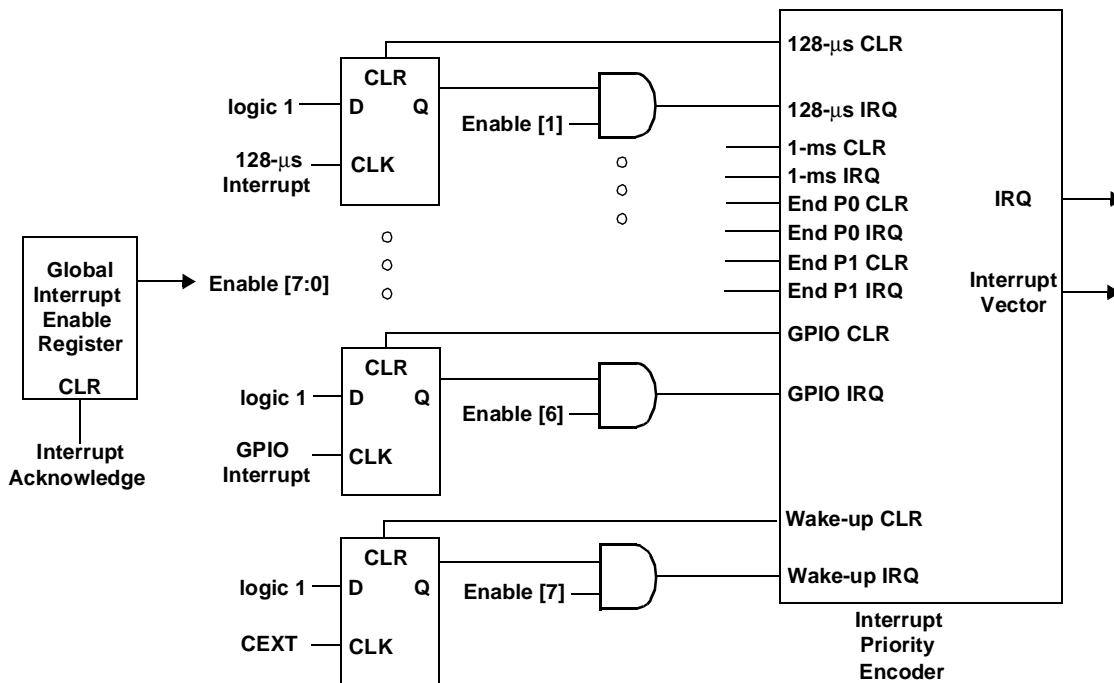 128-μs CLR
CLR
D Q
logic 1
128-μs IRQ
Enable [1]
CLK
128-μs
Interrupt
1-ms CLR
1-ms IRQ
End P0 CLR
IRQ
End P0 IRQ
End P1 CLR
Global
Interrupt
Enable
Register
CLR
Enable [7:0]
End P1 IRQ
Interrupt
Vector
GPIO CLR
CLR
D Q
logic 1
GPIO IRQ
Enable [6]
Interrupt
Acknowledge
GPIO
Interrupt
CLK
Wake-up CLR
CLR
D Q
logic 1
Enable [7]
Wake-up IRQ
CEXT
CLK
Interrupt
Priority
Encoder